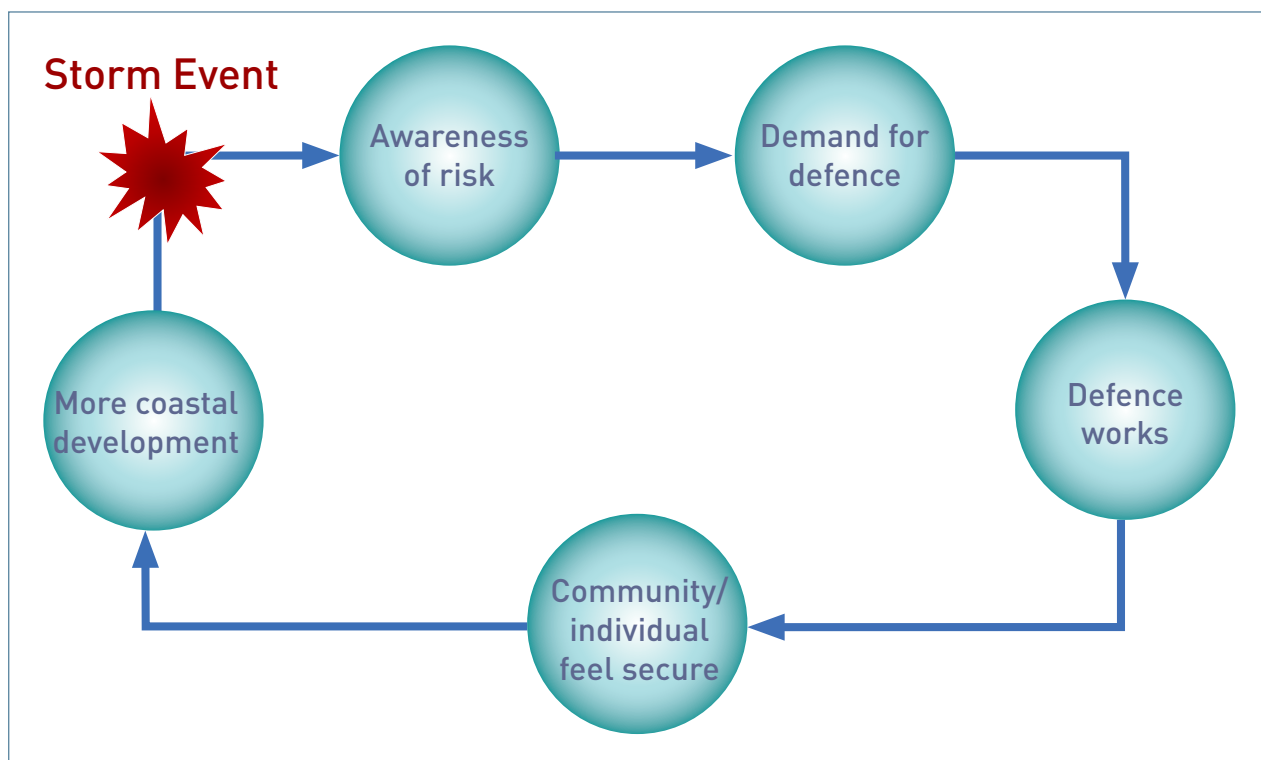 Storm Event
Awareness
of risk
Demand for
defence
Defence
works
Community/
individual
feel secure
More coastal
development